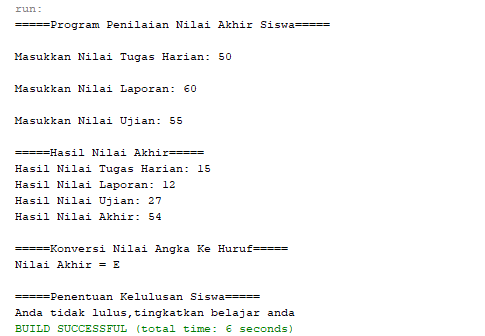 run:
=====Program Penilaian Nilai Akhir Siswa=====
Masukkan Nilai Tugas Harian: 50
Masukkan Nilai Laporan: 60
Masukkan Nilai Ujian: 55
=====Hasil Nilai Akhir=====
Hasil Nilai Tugas Harian: 15
Hasil Nilai Laporan: 12
Hasil Nilai Ujian: 27
Hasil Nilai Akhir: 54
=====Konversi Nilai Angka Ke Huruf=====
Nilai Akhir = E
=====Penentuan Kelulusan Siswa=====
Anda tidak lulus,tingkatkan belajar anda
BUILD SUCCESSFUL (total time: 6 seconds)